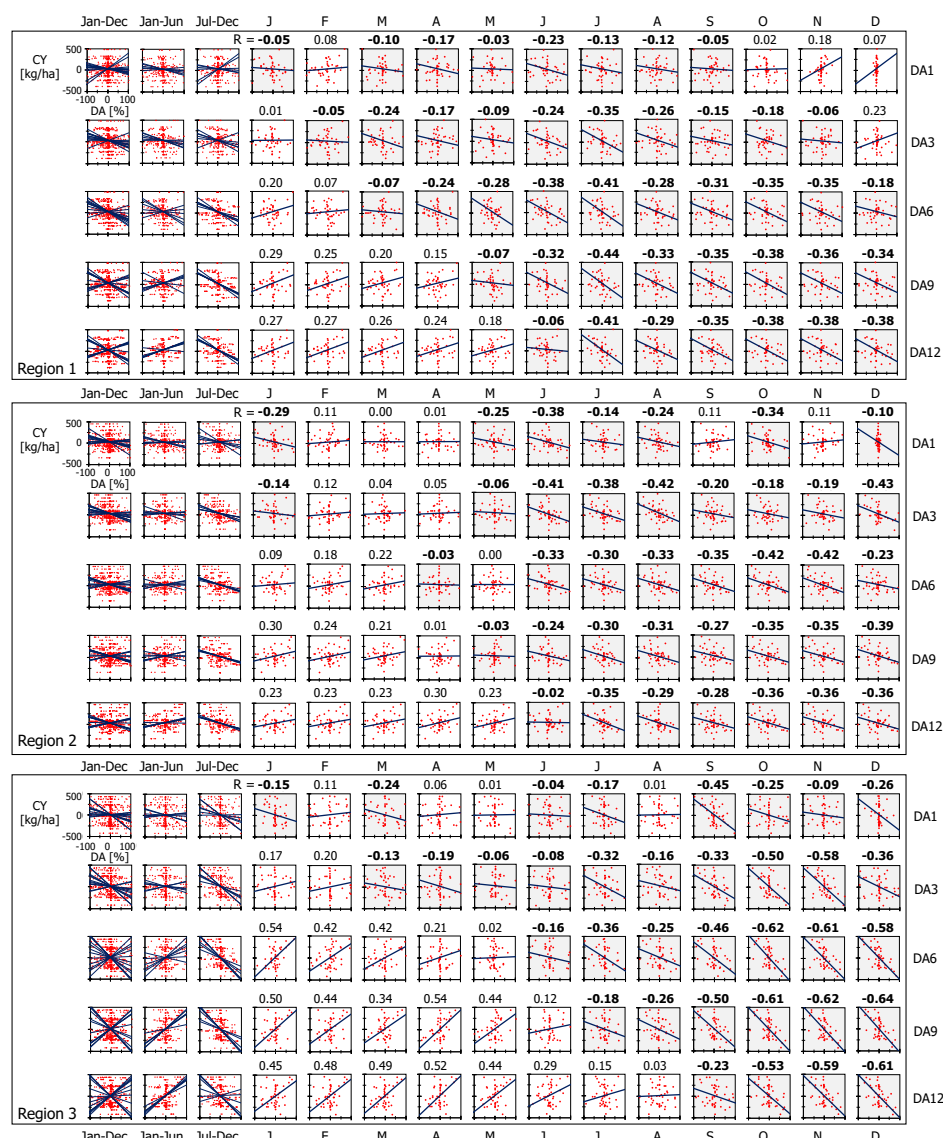 Jan-Dec Jan-Jun Jul-Dec J F M A M J J A S O N D
R = -0.05 0.08 -0.10 -0.17 -0.03 -0.23 -0.13 -0.12 -0.05 0.02 0.18 0.07
500
CY
[kg/ha]
DA1
-500
-100 0 100
DA [%] 0.01 -0.05 -0.24 -0.17 -0.09 -0.24 -0.35 -0.26 -0.15 -0.18 -0.06 0.23
DA3
0.20 0.07 -0.07 -0.24 -0.28 -0.38 -0.41 -0.28 -0.31 -0.35 -0.35 -0.18
DA6
0.29 0.25 0.20 0.15 -0.07 -0.32 -0.44 -0.33 -0.35 -0.38 -0.36 -0.34
DA9
0.27 0.27 0.26 0.24 0.18 -0.06 -0.41 -0.29 -0.35 -0.38 -0.38 -0.38
DA12
Region 1
Jan-Dec Jan-Jun Jul-Dec J F M A M J J A S O N D
R = -0.29 0.11 0.00 0.01 -0.25 -0.38 -0.14 -0.24 0.11 -0.34 0.11 -0.10
500
CY
[kg/ha]
DA1
-500
-100 0 100
DA [%] -0.14 0.12 0.04 0.05 -0.06 -0.41 -0.38 -0.42 -0.20 -0.18 -0.19 -0.43
DA3
0.09 0.18 0.22 -0.03 0.00 -0.33 -0.30 -0.33 -0.35 -0.42 -0.42 -0.23
DA6
0.30 0.24 0.21 0.01 -0.03 -0.24 -0.30 -0.31 -0.27 -0.35 -0.35 -0.39
DA9
0.23 0.23 0.23 0.30 0.23 -0.02 -0.35 -0.29 -0.28 -0.36 -0.36 -0.36
DA12
Region 2
Jan-Dec Jan-Jun Jul-Dec J F M A M J J A S O N D
R = -0.15 0.11 -0.24 0.06 0.01 -0.04 -0.17 0.01 -0.45 -0.25 -0.09 -0.26
500
CY
[kg/ha]
DA1
-500
-100 0 100
DA [%] 0.17 0.20 -0.13 -0.19 -0.06 -0.08 -0.32 -0.16 -0.33 -0.50 -0.58 -0.36
DA3
0.54 0.42 0.42 0.21 0.02 -0.16 -0.36 -0.25 -0.46 -0.62 -0.61 -0.58
DA6
0.50 0.44 0.34 0.54 0.44 0.12 -0.18 -0.26 -0.50 -0.61 -0.62 -0.64
DA9
0.45 0.48 0.49 0.52 0.44 0.29 0.15 0.03 -0.23 -0.53 -0.59 -0.61
DA12
Region 3
Jan-Dec Jan-Jun Jul-Dec J F M A M J J A S O N D